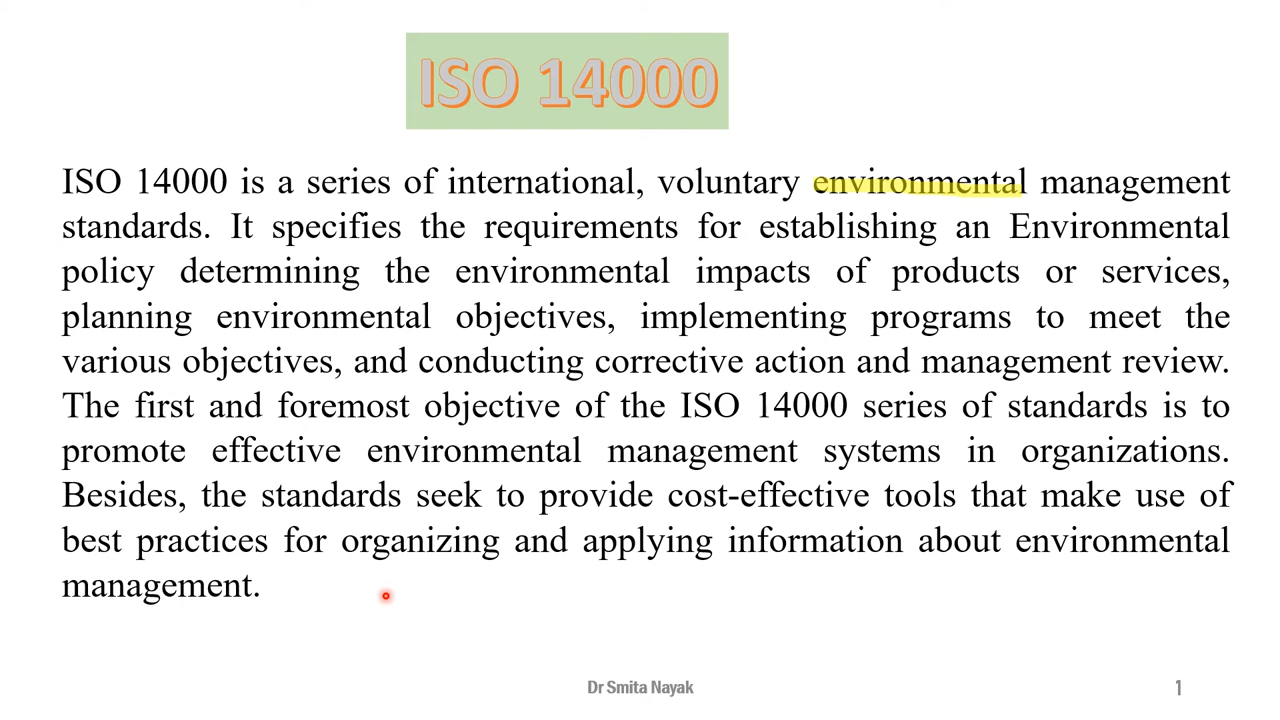 ISO 14000
ISO 14000 is a series of international, voluntary environmental management
standards. It specifies the requirements for establishing an Environmental
policy determining the environmental impacts of products or services,
planning environmental objectives, implementing programs to meet the
various objectives, and conducting corrective action and management review.
The first and foremost objective of the ISO 14000 series of standards is to
promote effective environmental management systems in organizations.
Besides, the standards seek to provide cost-effective tools that make use of
best practices for organizing and applying information about environmental
management.
Dr Smita Nayak
1